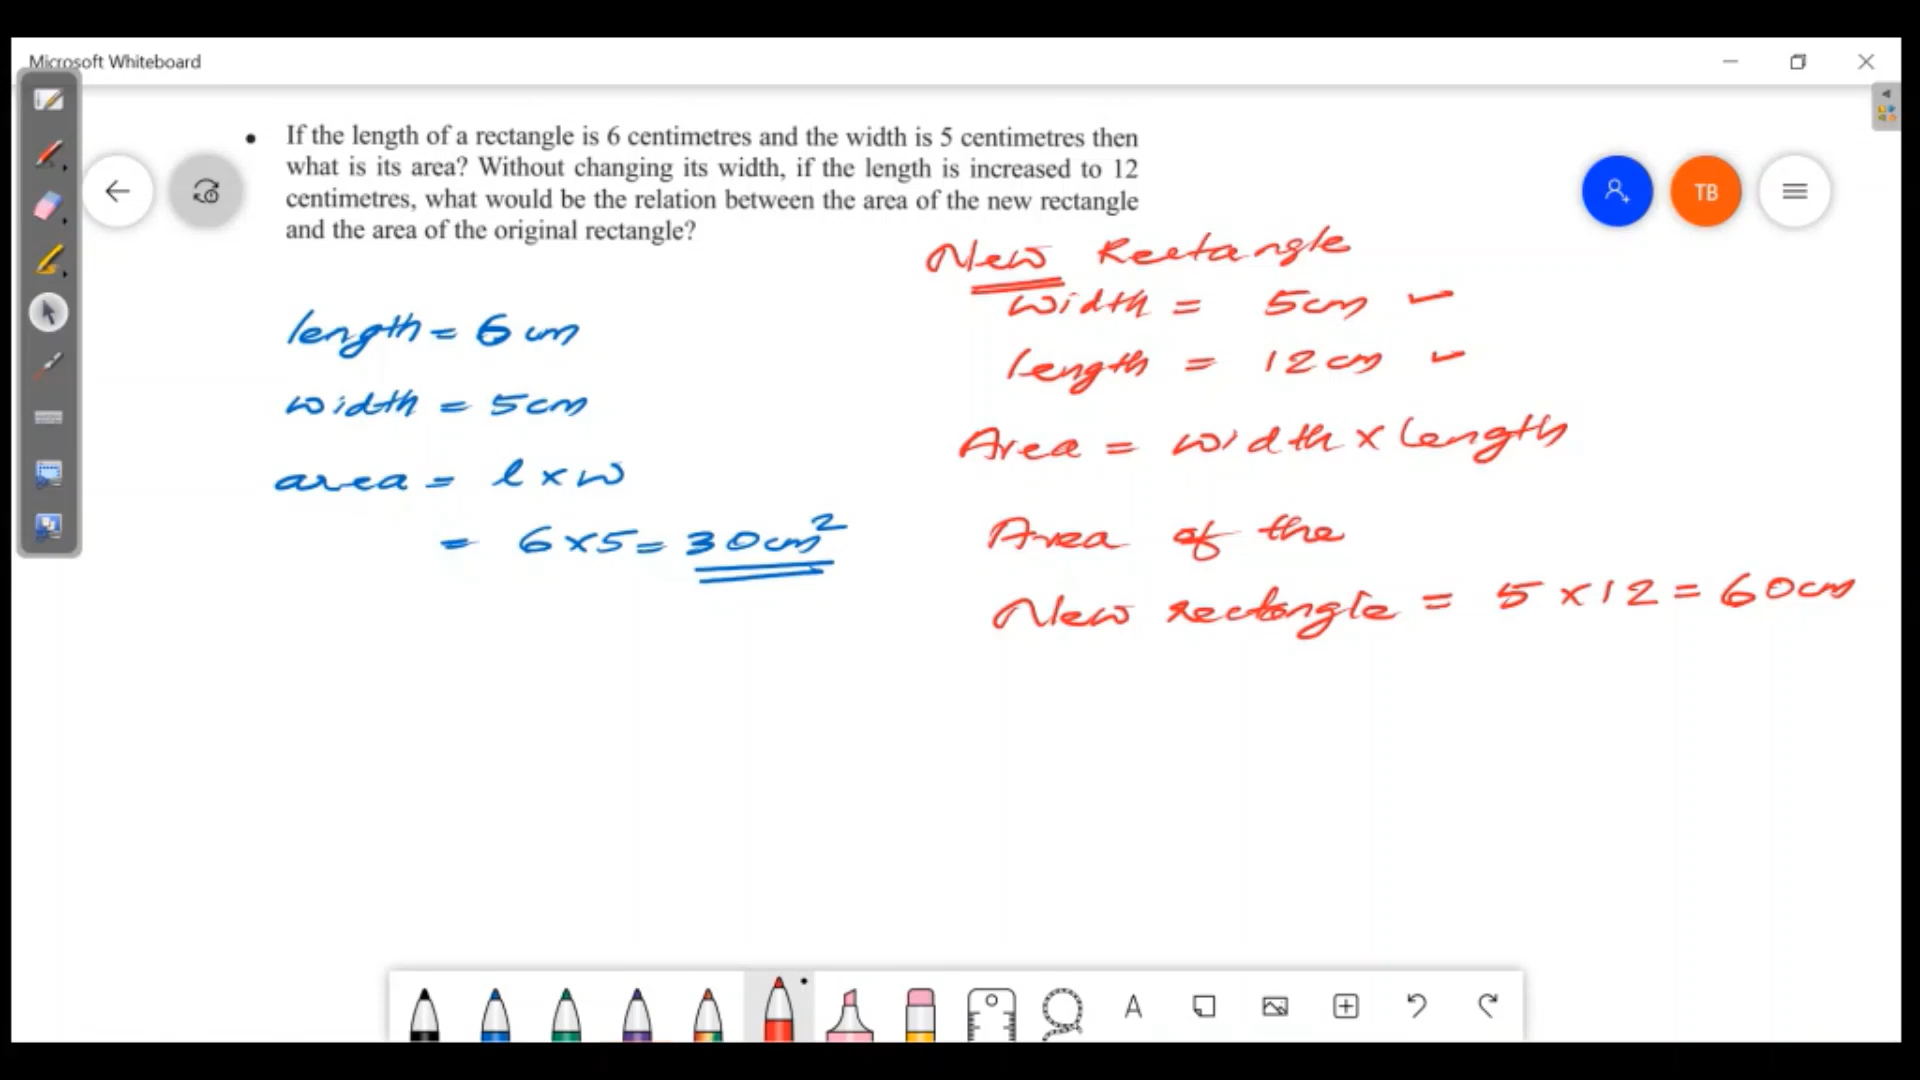 Microsoft Whiteboard
TB
• If the length of a rectangle is 6 centimetres and the width is 5 centimetres then
what is its area? Without changing its width, if the length is increased to 12
centimetres, what would be the relation between the area of the new rectangle
and the area of the original rectangle?
length = 6 cm
width = 5cm
area = l × w
= 6 × 5 = 30cm²
New Rectangle
width = 5cm ✓
length = 12cm ✓
Area = width × length
Area of the
New rectangle = 5 × 12 = 60cm
A